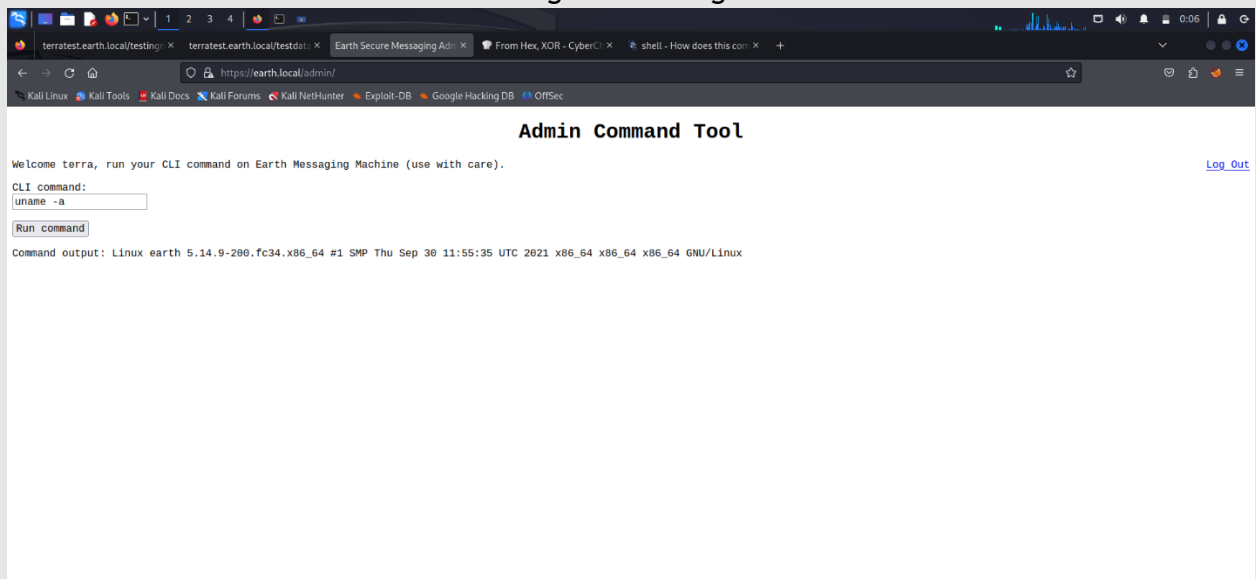 1 2 3 4
0:06
terratest.earth.local/testingn
terratest.earth.local/testdata
Earth Secure Messaging Adm
From Hex, XOR - CyberCh
shell - How does this com
https://earth.local/admin/
Kali Linux Kali Tools Kali Docs Kali Forums Kali NetHunter Exploit-DB Google Hacking DB OffSec
Admin Command Tool
Welcome terra, run your CLI command on Earth Messaging Machine (use with care).
Log Out
CLI command:
uname -a
Run command
Command output: Linux earth 5.14.9-200.fc34.x86_64 #1 SMP Thu Sep 30 11:55:35 UTC 2021 x86_64 x86_64 x86_64 GNU/Linux